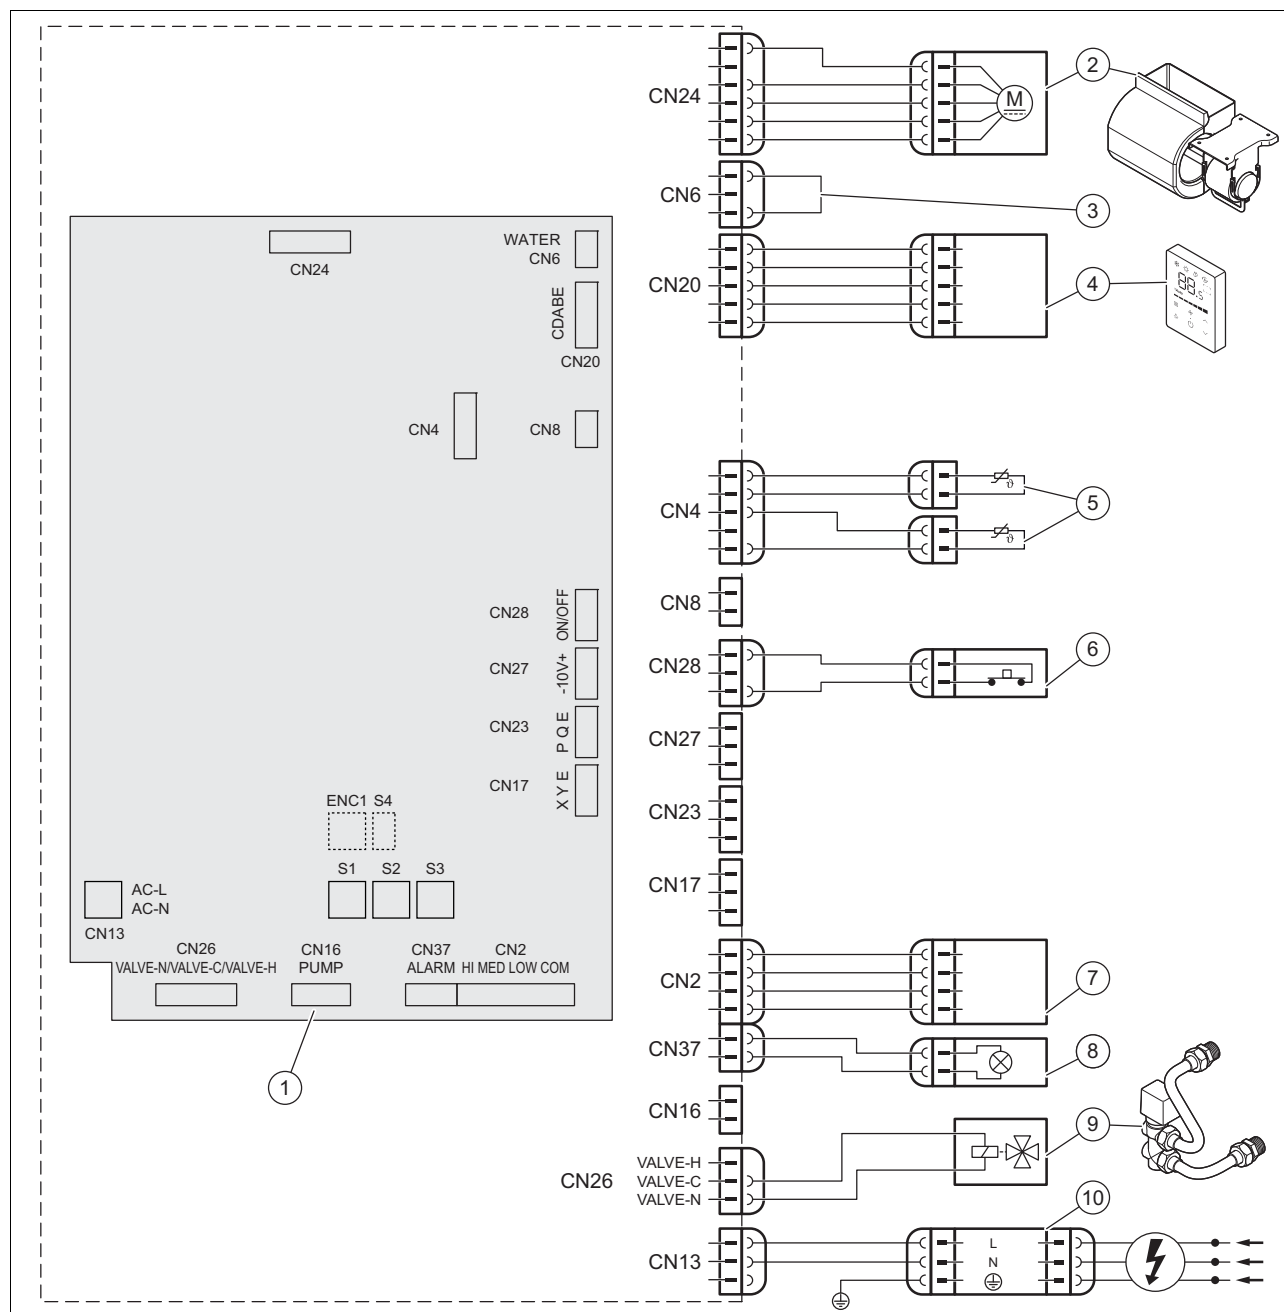 CN24
M
2
CN6
3
CN20
4
88.5
CN24
WATER
CN6
CDABE
CN20
CN4
CN8
CN4
ϑ
ϑ
5
CN8
CN28
ON/OFF
CN28
6
CN27
-10V+
CN27
CN23
P Q E
CN23
CN17
X Y E
CN17
ENC1 S4
S1 S2 S3
AC-L
AC-N
CN13
CN26
VALVE-N/VALVE-C/VALVE-H
CN16
PUMP
CN37
ALARM
CN2
HI MED LOW COM
1
CN2
7
CN37
8
CN16
CN26
VALVE-H
VALVE-C
VALVE-N
9
10
CN13
L
N